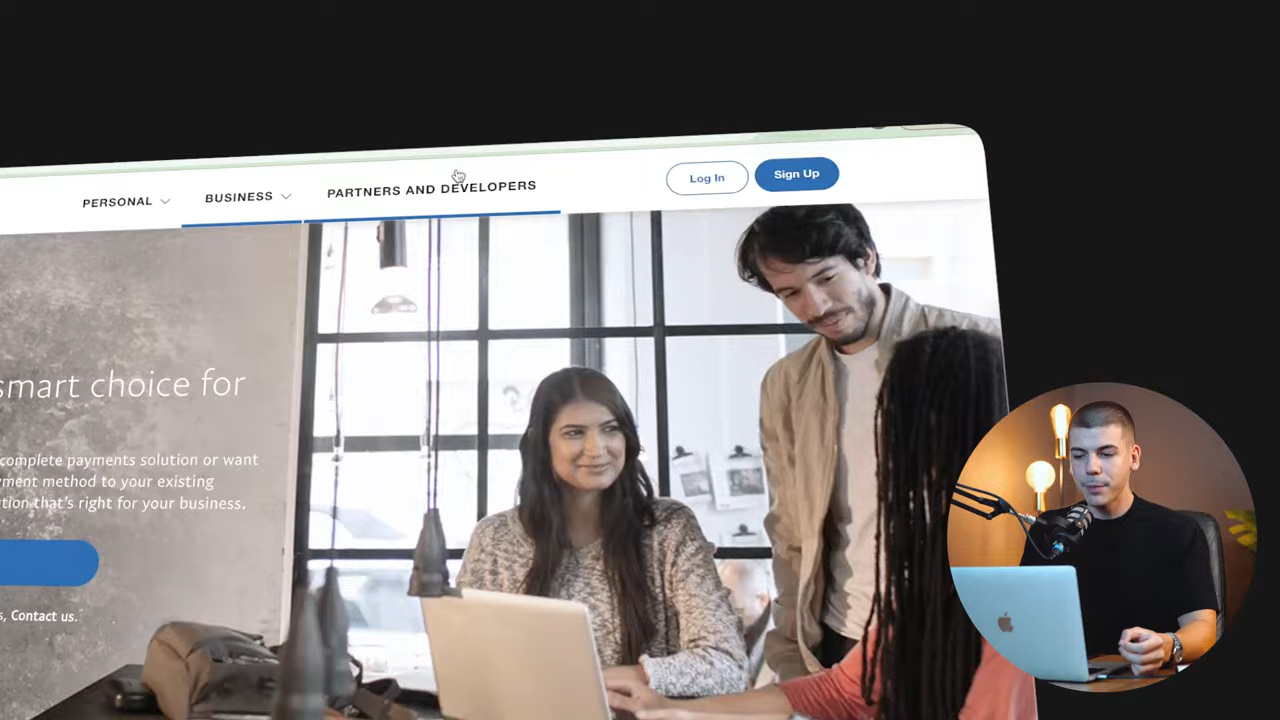 PERSONAL
BUSINESS
PARTNERS AND DEVELOPERS
Log In
Sign Up
smart choice for
complete payments solution or want
yment method to your existing
tion that's right for your business.
s, Contact us.